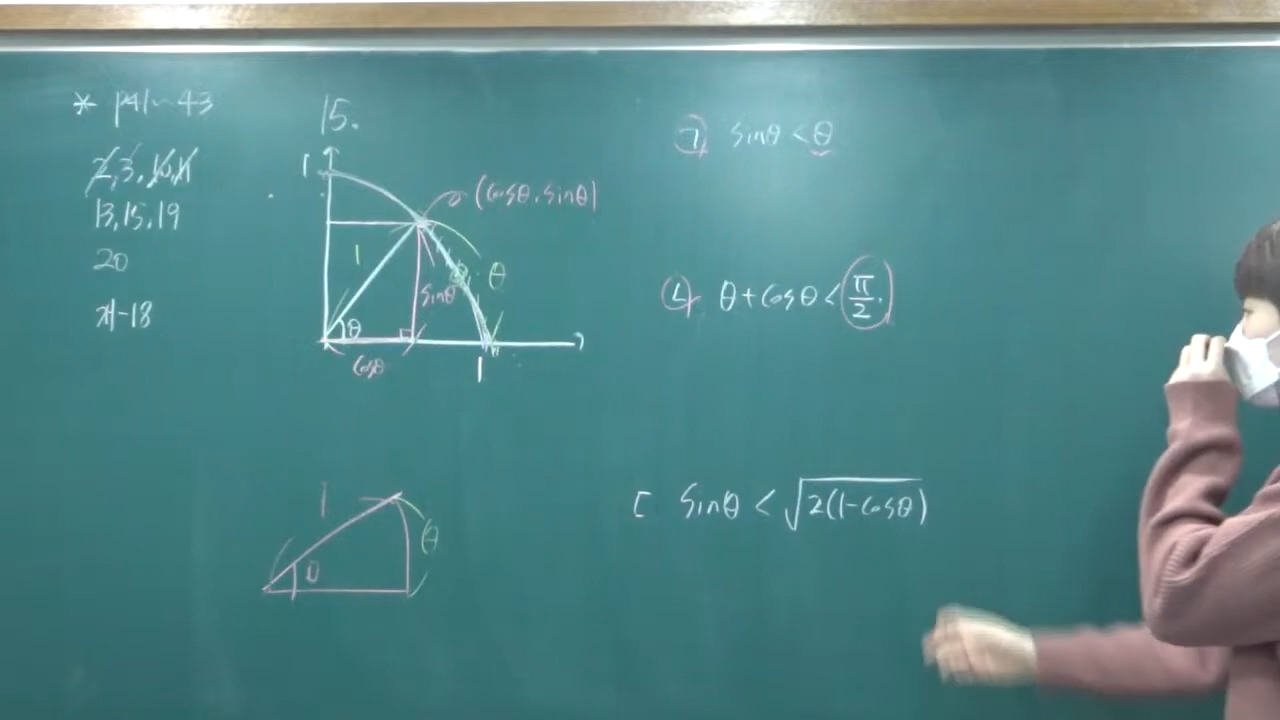 * p41~43
2, 3, 10, 11
13, 15, 19
20
서-18
15.
1
(cosθ, sinθ)
1
θ
sinθ
θ
cosθ
1
1
θ
θ
ㄱ sinθ < θ
ㄴ θ + cosθ < π/2.
ㄷ sinθ < √2(1-cosθ)